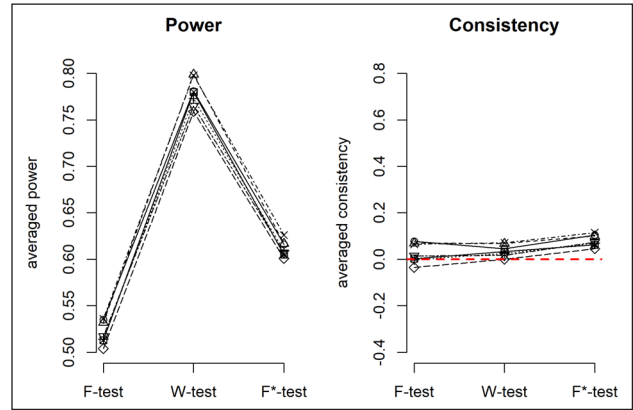 Power
averaged power
0.80
0.75
0.70
0.65
0.60
0.55
0.50
F-test
W-test
F*-test
Consistency
averaged consistency
0.8
0.6
0.4
0.2
0.0
-0.2
-0.4
F-test
W-test
F*-test